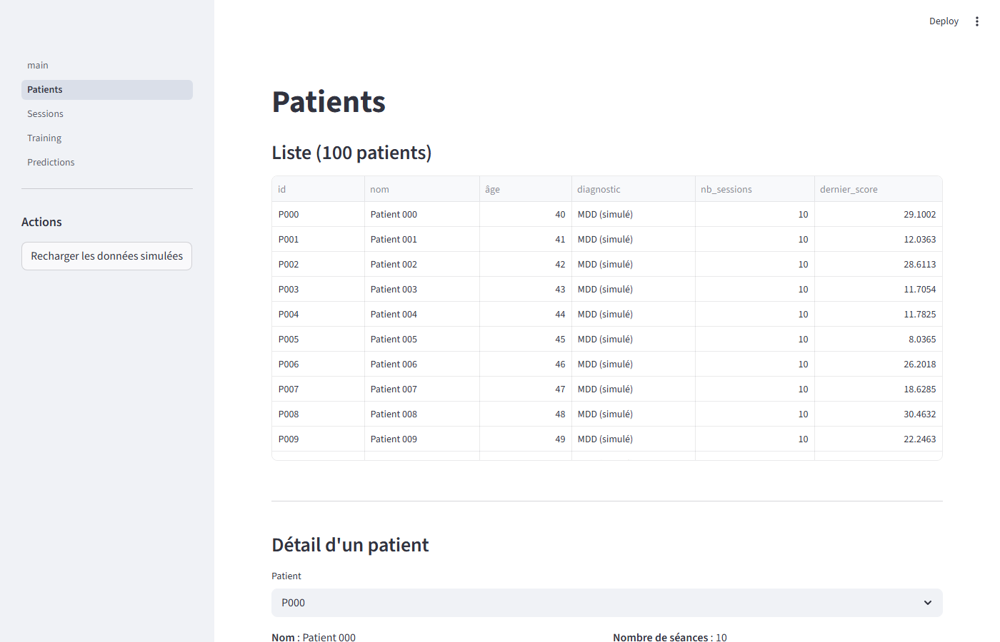 Deploy
main
Patients
Sessions
Training
Predictions
Actions
Recharger les données simulées
Patients
Liste (100 patients)
id nom âge diagnostic nb_sessions dernier_score
P000 Patient 000 40 MDD (simulé) 10 29.1002
P001 Patient 001 41 MDD (simulé) 10 12.0363
P002 Patient 002 42 MDD (simulé) 10 28.6113
P003 Patient 003 43 MDD (simulé) 10 11.7054
P004 Patient 004 44 MDD (simulé) 10 11.7825
P005 Patient 005 45 MDD (simulé) 10 8.0365
P006 Patient 006 46 MDD (simulé) 10 26.2018
P007 Patient 007 47 MDD (simulé) 10 18.6285
P008 Patient 008 48 MDD (simulé) 10 30.4632
P009 Patient 009 49 MDD (simulé) 10 22.2463
Détail d'un patient
Patient
P000
Nom : Patient 000 Nombre de séances : 10